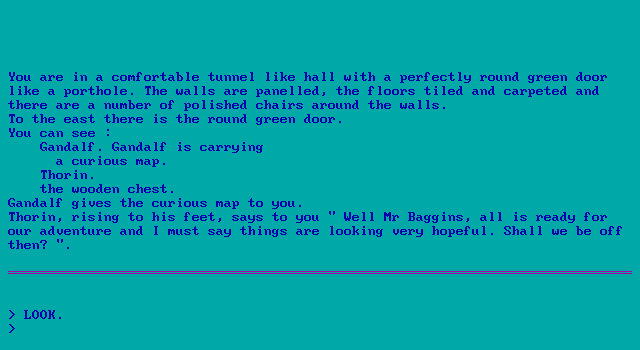 You are in a comfortable tunnel like hall with a perfectly round green door
like a porthole. The walls are panelled, the floors tiled and carpeted and
there are a number of polished chairs around the walls.
To the east there is the round green door.
You can see :
Gandalf. Gandalf is carrying
a curious map.
Thorin.
the wooden chest.
Gandalf gives the curious map to you.
Thorin, rising to his feet, says to you " Well Mr Baggins, all is ready for
our adventure and I must say things are looking very hopeful. Shall we be off
then? ".
> LOOK.
>